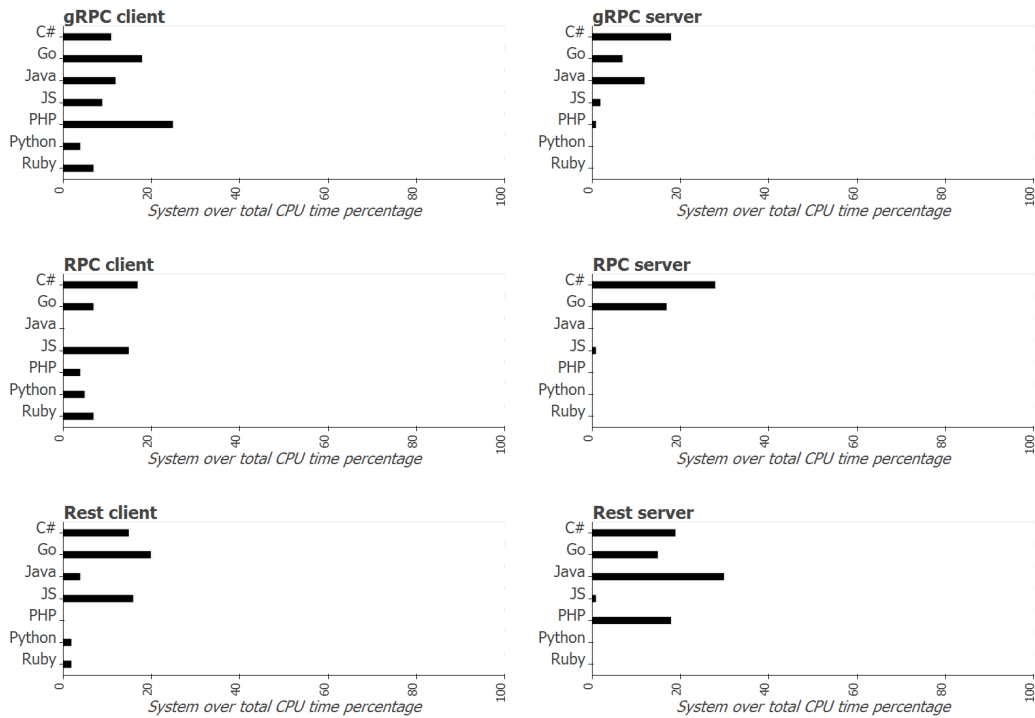 gRPC client
C#
Go
Java
JS
PHP
Python
Ruby
0 20 40 60 80 100
System over total CPU time percentage
gRPC server
C#
Go
Java
JS
PHP
Python
Ruby
0 20 40 60 80 100
System over total CPU time percentage
RPC client
C#
Go
Java
JS
PHP
Python
Ruby
0 20 40 60 80 100
System over total CPU time percentage
RPC server
C#
Go
Java
JS
PHP
Python
Ruby
0 20 40 60 80 100
System over total CPU time percentage
Rest client
C#
Go
Java
JS
PHP
Python
Ruby
0 20 40 60 80 100
System over total CPU time percentage
Rest server
C#
Go
Java
JS
PHP
Python
Ruby
0 20 40 60 80 100
System over total CPU time percentage